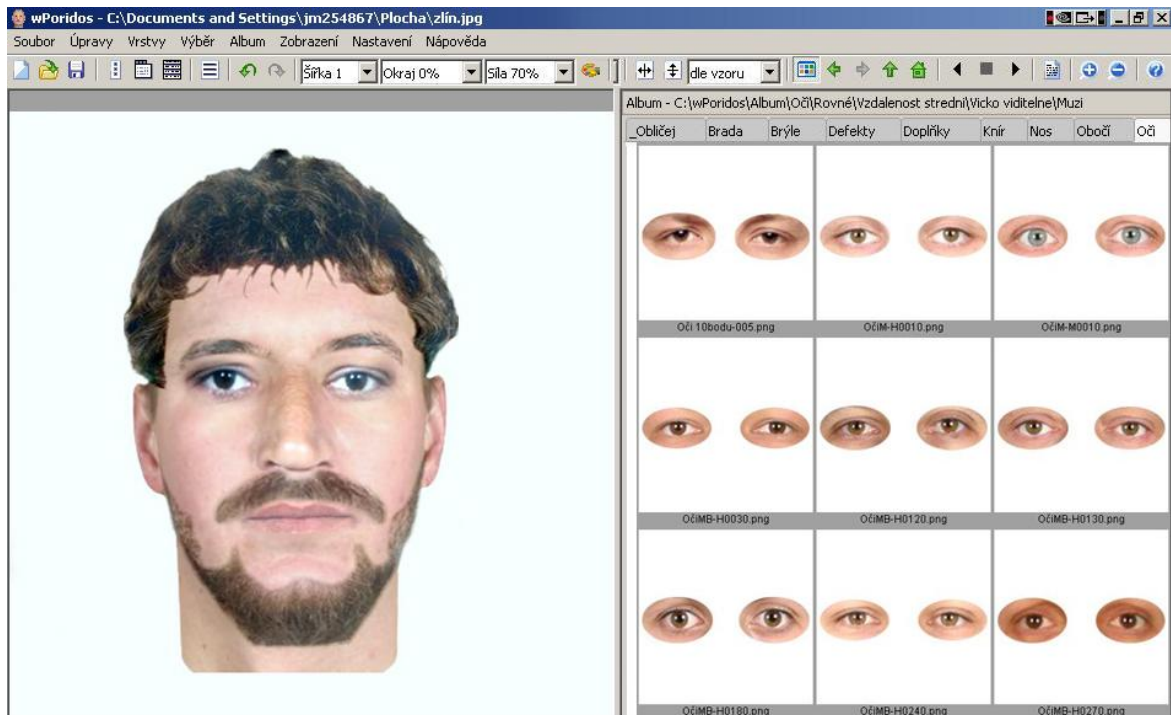 wPoridos - C:\Documents and Settings\jm254867\Plocha\zlín.jpg
Soubor Úpravy Vrstvy Výběr Album Zobrazení Nastavení Nápověda
Šířka 1 Okraj 0% Síla 70% dle vzoru
Album - C:\wPoridos\Album\Oči\Rovné\Vzdalenost stredni\Vicko viditelne\Muzi
_Obličej Brada Brýle Defekty Doplňky Knír Nos Obočí Oči
Oči 10bodu-005.png OčiM-H0010.png OčiM-M0010.png
OčiMB-H0030.png OčiMB-H0120.png OčiMB-H0130.png
OčiMB-H0180.png OčiMB-H0240.png OčiMB-H0270.png